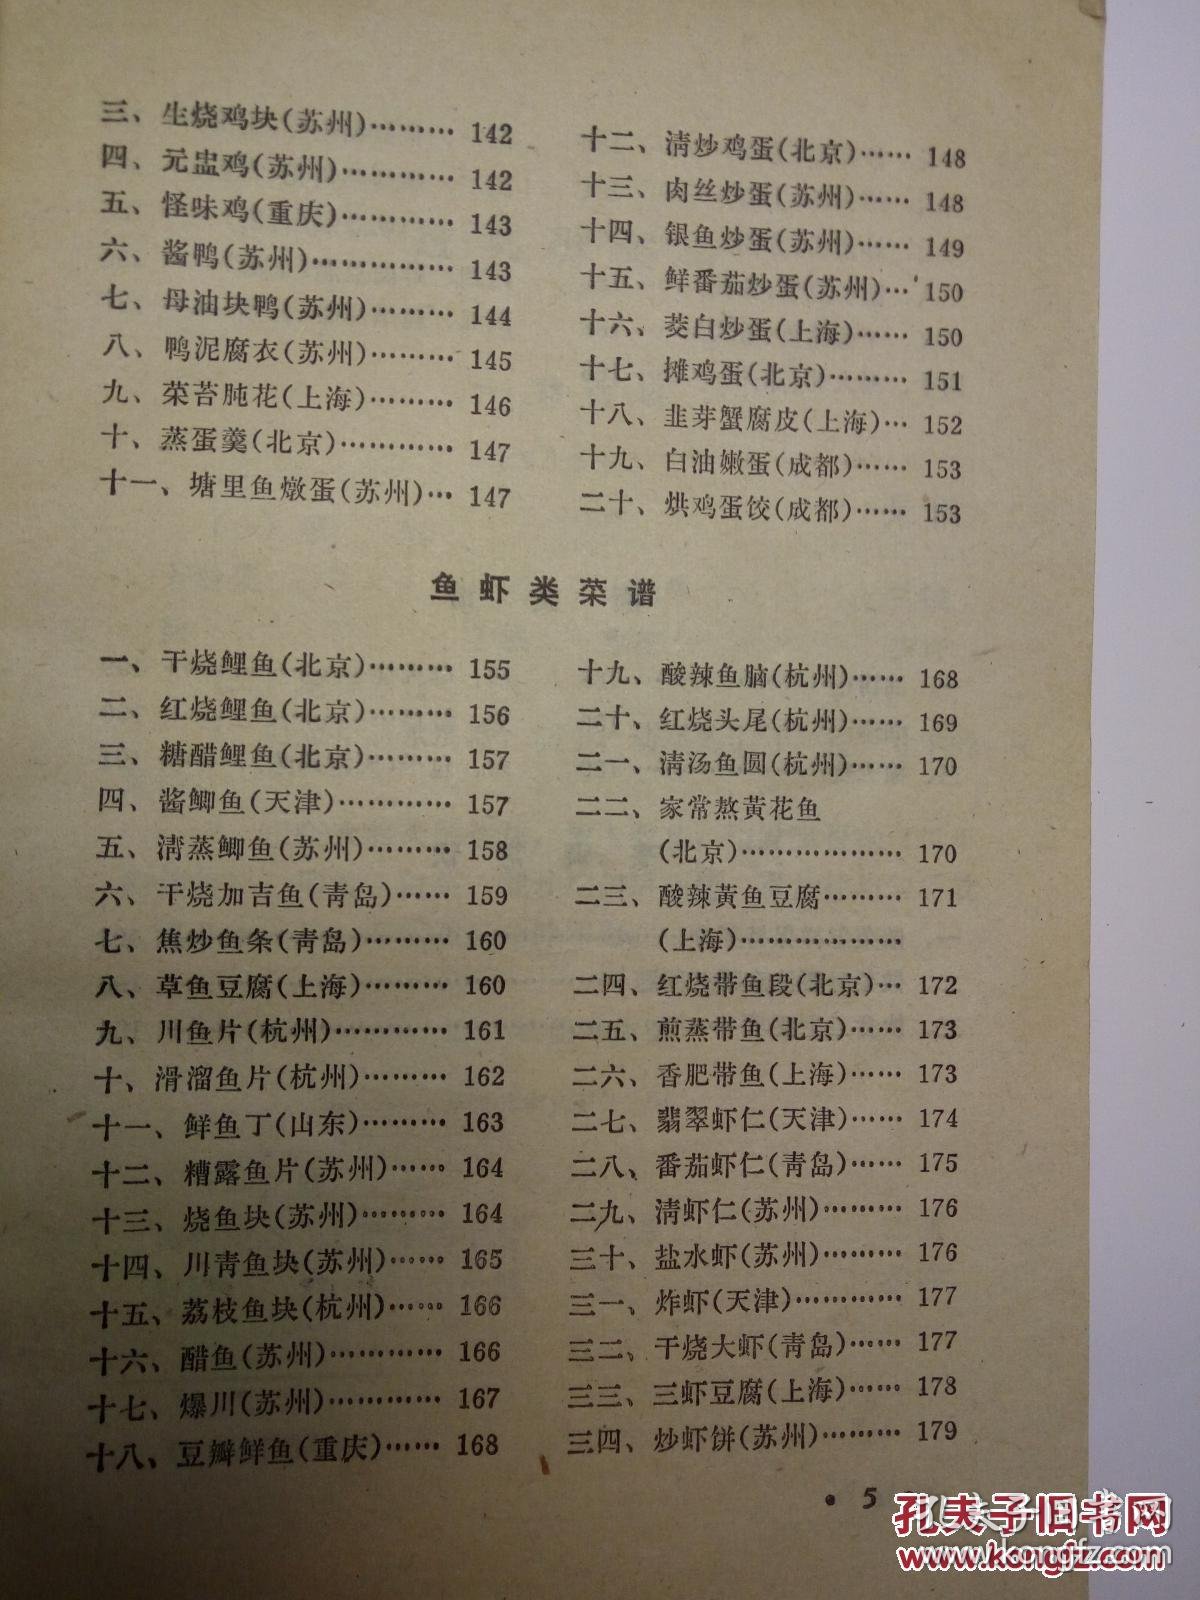 三、生烧鸡块(苏州)……… 142
四、元盅鸡(苏州)………… 142
五、怪味鸡(重庆)………… 143
六、酱鸭(苏州)…………… 143
七、母油块鸭(苏州)……… 144
八、鸭泥腐衣(苏州)……… 145
九、菜苔肫花(上海)……… 146
十、蒸蛋羹(北京)………… 147
十一、塘里鱼燉蛋(苏州)… 147
十二、清炒鸡蛋(北京)…… 148
十三、肉丝炒蛋(苏州)…… 148
十四、银鱼炒蛋(苏州)…… 149
十五、鲜番茄炒蛋(苏州)… 150
十六、茭白炒蛋(上海)…… 150
十七、摊鸡蛋(北京)……… 151
十八、韭芽蟹腐皮(上海)… 152
十九、白油嫩蛋(成都)…… 153
二十、烘鸡蛋饺(成都)…… 153
鱼虾类菜谱
一、干烧鲤鱼(北京)……… 155
二、红烧鲤鱼(北京)……… 156
三、糖醋鲤鱼(北京)……… 157
四、酱鲫鱼(天津)………… 157
五、清蒸鲫鱼(苏州)……… 158
六、干烧加吉鱼(青岛)…… 159
七、焦炒鱼条(青岛)……… 160
八、草鱼豆腐(上海)……… 160
九、川鱼片(杭州)………… 161
十、滑溜鱼片(杭州)……… 162
十一、鲜鱼丁(山东)……… 163
十二、糟露鱼片(苏州)…… 164
十三、烧鱼块(苏州)……… 164
十四、川青鱼块(苏州)…… 165
十五、荔枝鱼块(杭州)…… 166
十六、醋鱼(苏州)………… 166
十七、爆川(苏州)………… 167
十八、豆瓣鲜鱼(重庆)…… 168
十九、酸辣鱼脑(杭州)…… 168
二十、红烧头尾(杭州)…… 169
二一、清汤鱼圆(杭州)…… 170
二二、家常熬黄花鱼
(北京)……………… 170
二三、酸辣黄鱼豆腐……… 171
(上海)………………
二四、红烧带鱼段(北京)… 172
二五、煎蒸带鱼(北京)…… 173
二六、香肥带鱼(上海)…… 173
二七、翡翠虾仁(天津)…… 174
二八、番茄虾仁(青岛)…… 175
二九、清虾仁(苏州)……… 176
三十、盐水虾(苏州)……… 176
三一、炸虾(天津)………… 177
三二、干烧大虾(青岛)…… 177
三三、三虾豆腐(上海)…… 178
三四、炒虾饼(苏州)……… 179
• 5
孔夫子旧书网
www.kongfz.com